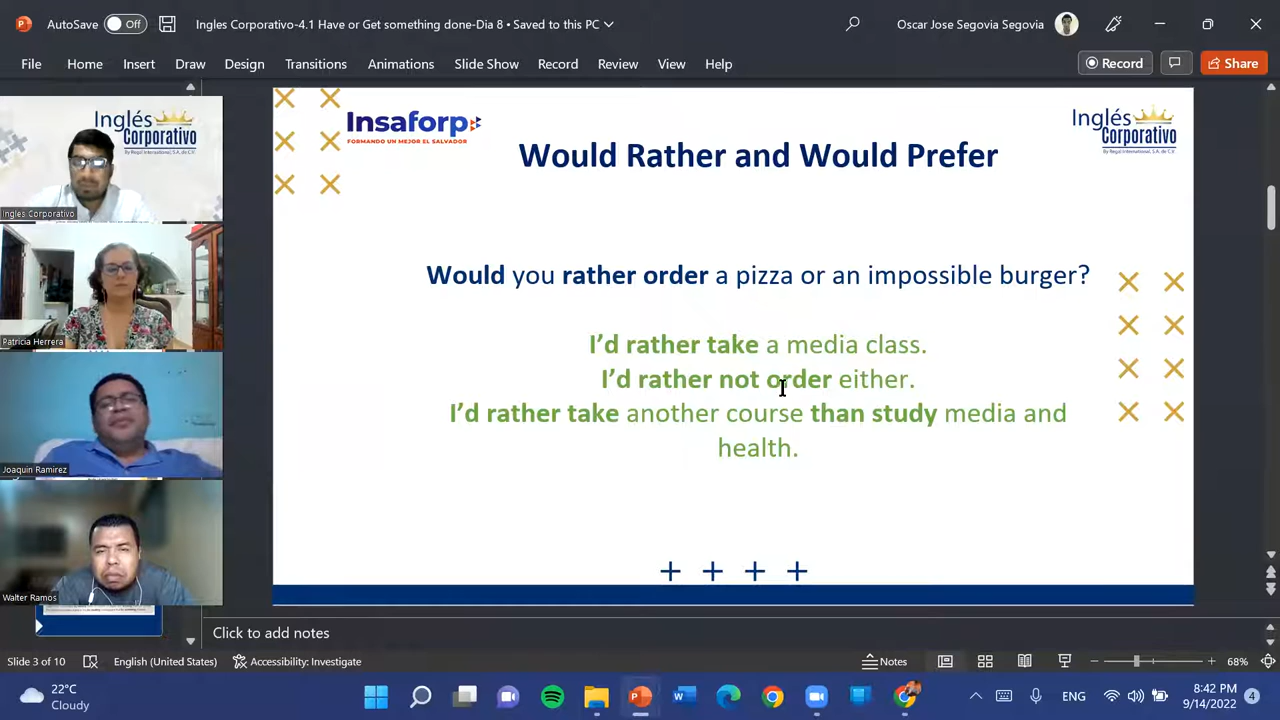 AutoSave Off Ingles Corporativo-4.1 Have or Get something done-Dia 8 • Saved to this PC Oscar Jose Segovia Segovia
File Home Insert Draw Design Transitions Animations Slide Show Record Review View Help Record Share
Inglés
Corporativo
Ingles Corporativo
Patricia Herrera
Joaquin Ramirez
Walter Ramos
Insaforp
FORMANDO UN MEJOR EL SALVADOR
Inglés
Corporativo
By Regal International, S.A. de C.V.
Would Rather and Would Prefer
Would you rather order a pizza or an impossible burger?
I’d rather take a media class.
I’d rather not order either.
I’d rather take another course than study media and
health.
Click to add notes
Slide 3 of 10 English (United States) Accessibility: Investigate Notes 68%
22°C
Cloudy
ENG
8:42 PM
9/14/2022
4